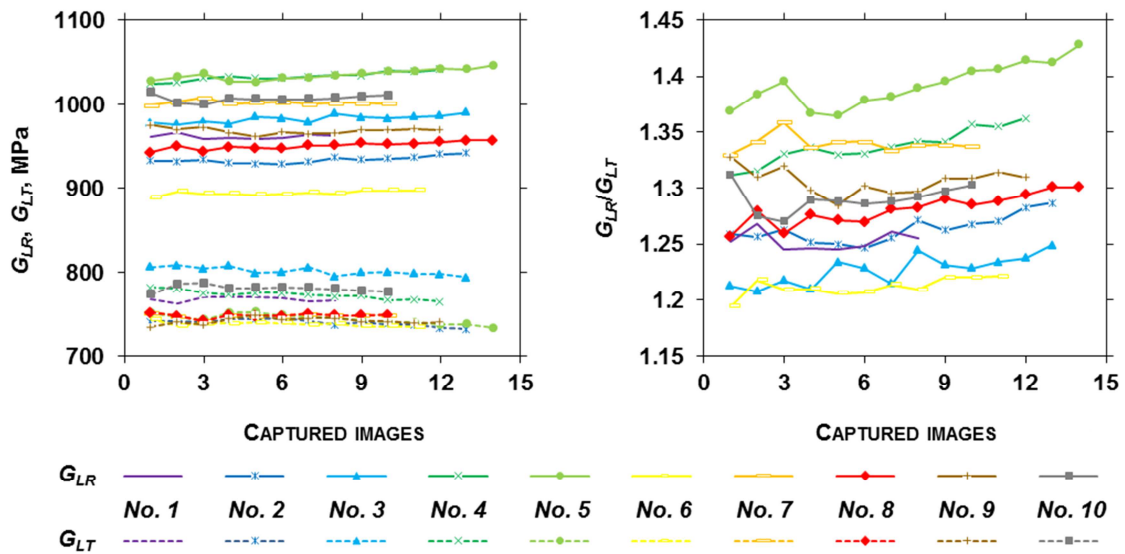 1100
1000
900
800
700
G_LR, G_LT, MPa
0 3 6 9 12 15
CAPTURED IMAGES
1.45
1.4
1.35
1.3
1.25
1.2
1.15
G_LR/G_LT
0 3 6 9 12 15
CAPTURED IMAGES
G_LR
No. 1 No. 2 No. 3 No. 4 No. 5 No. 6 No. 7 No. 8 No. 9 No. 10
G_LT